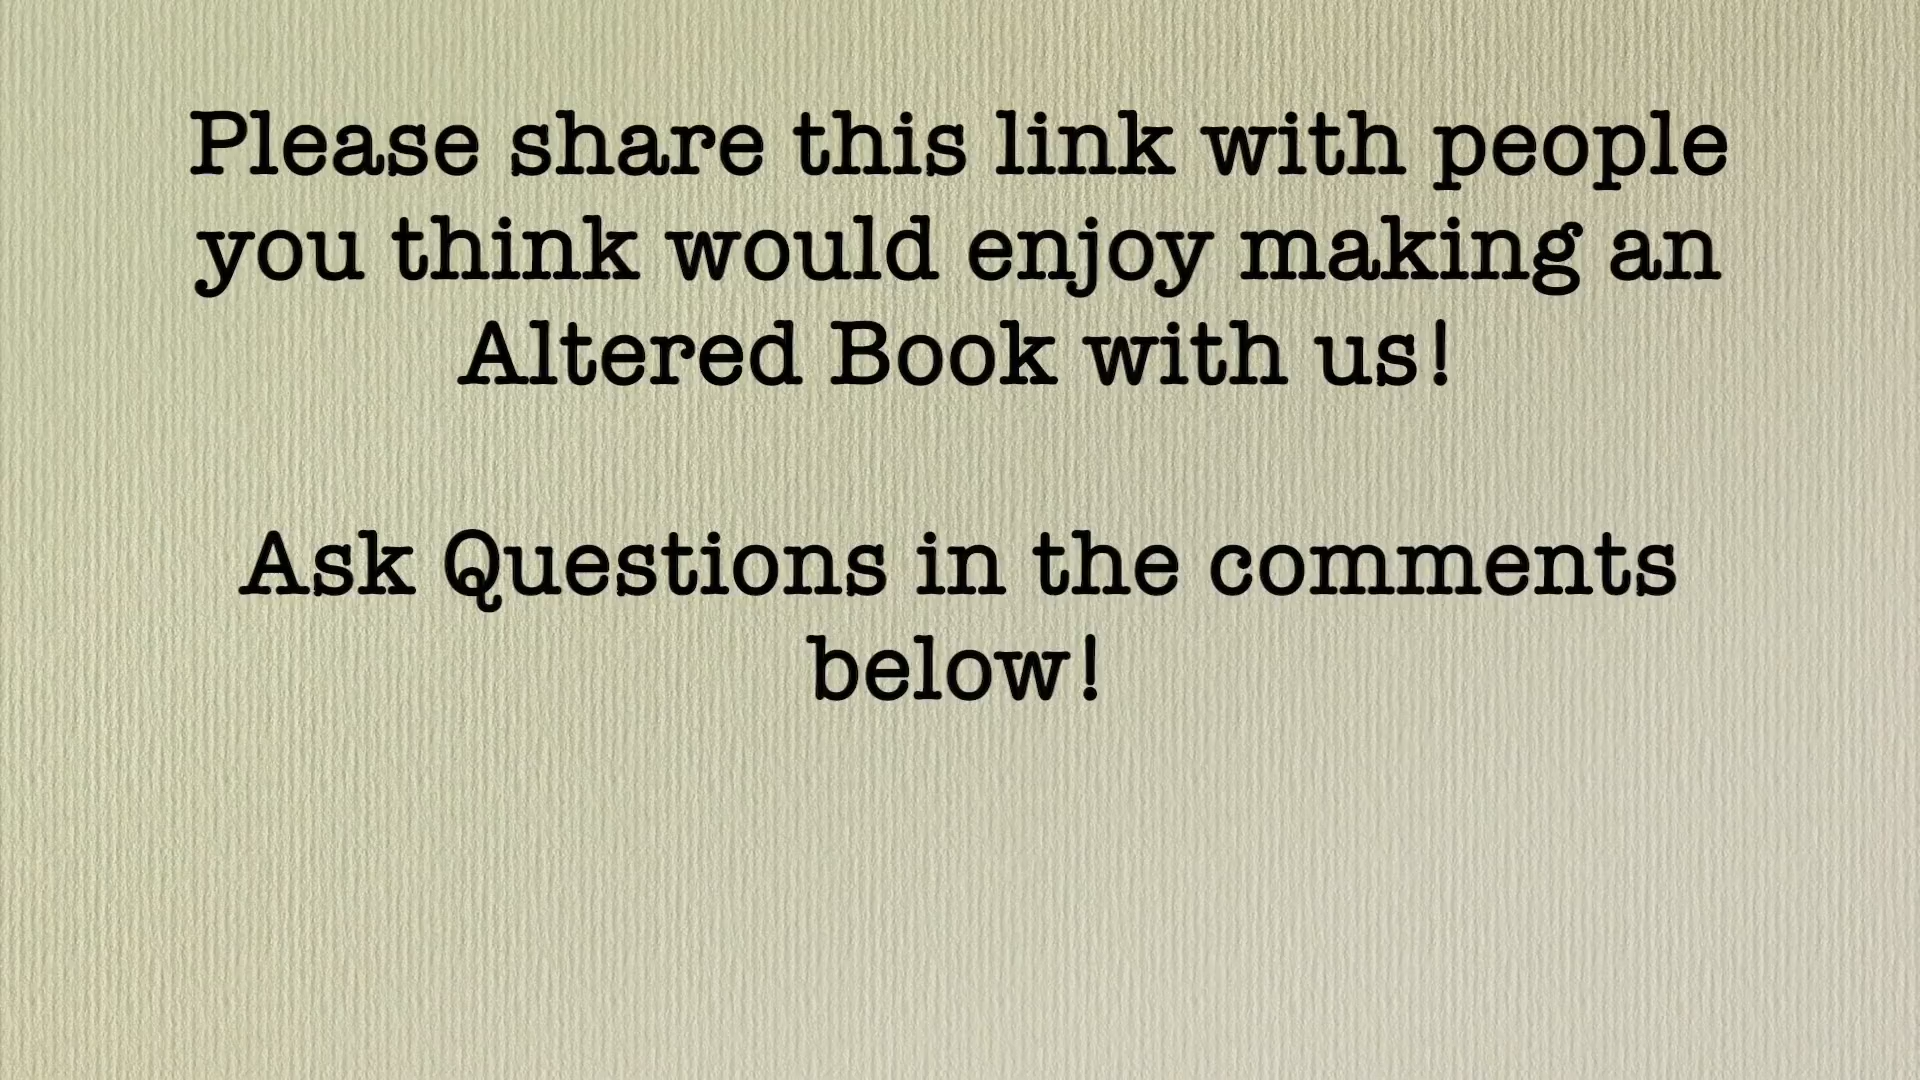 Please share this link with people
you think would enjoy making an
Altered Book with us!
Ask Questions in the comments
below!